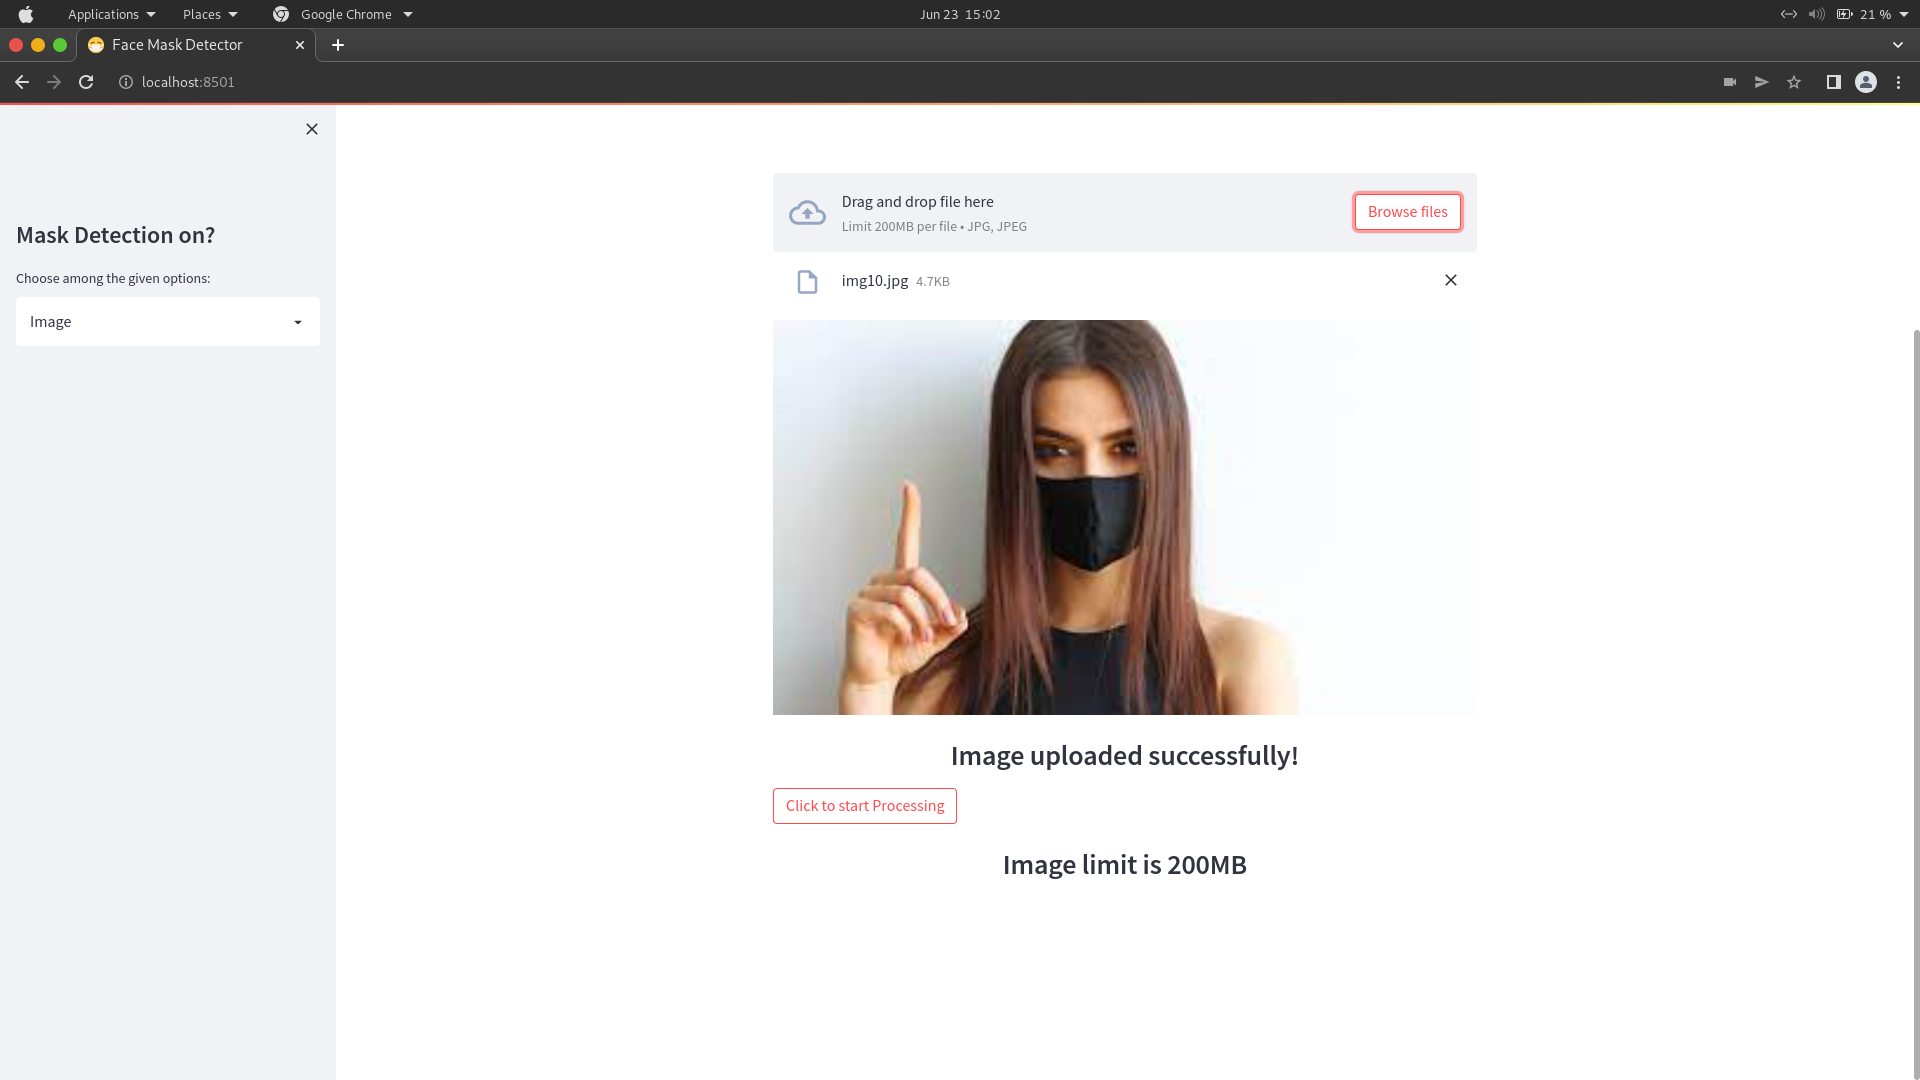 Applications Places Google Chrome Jun 23 15:02 21 %
Face Mask Detector
localhost:8501
Mask Detection on?
Choose among the given options:
Image
Drag and drop file here
Limit 200MB per file • JPG, JPEG
Browse files
img10.jpg 4.7KB
Image uploaded successfully!
Click to start Processing
Image limit is 200MB